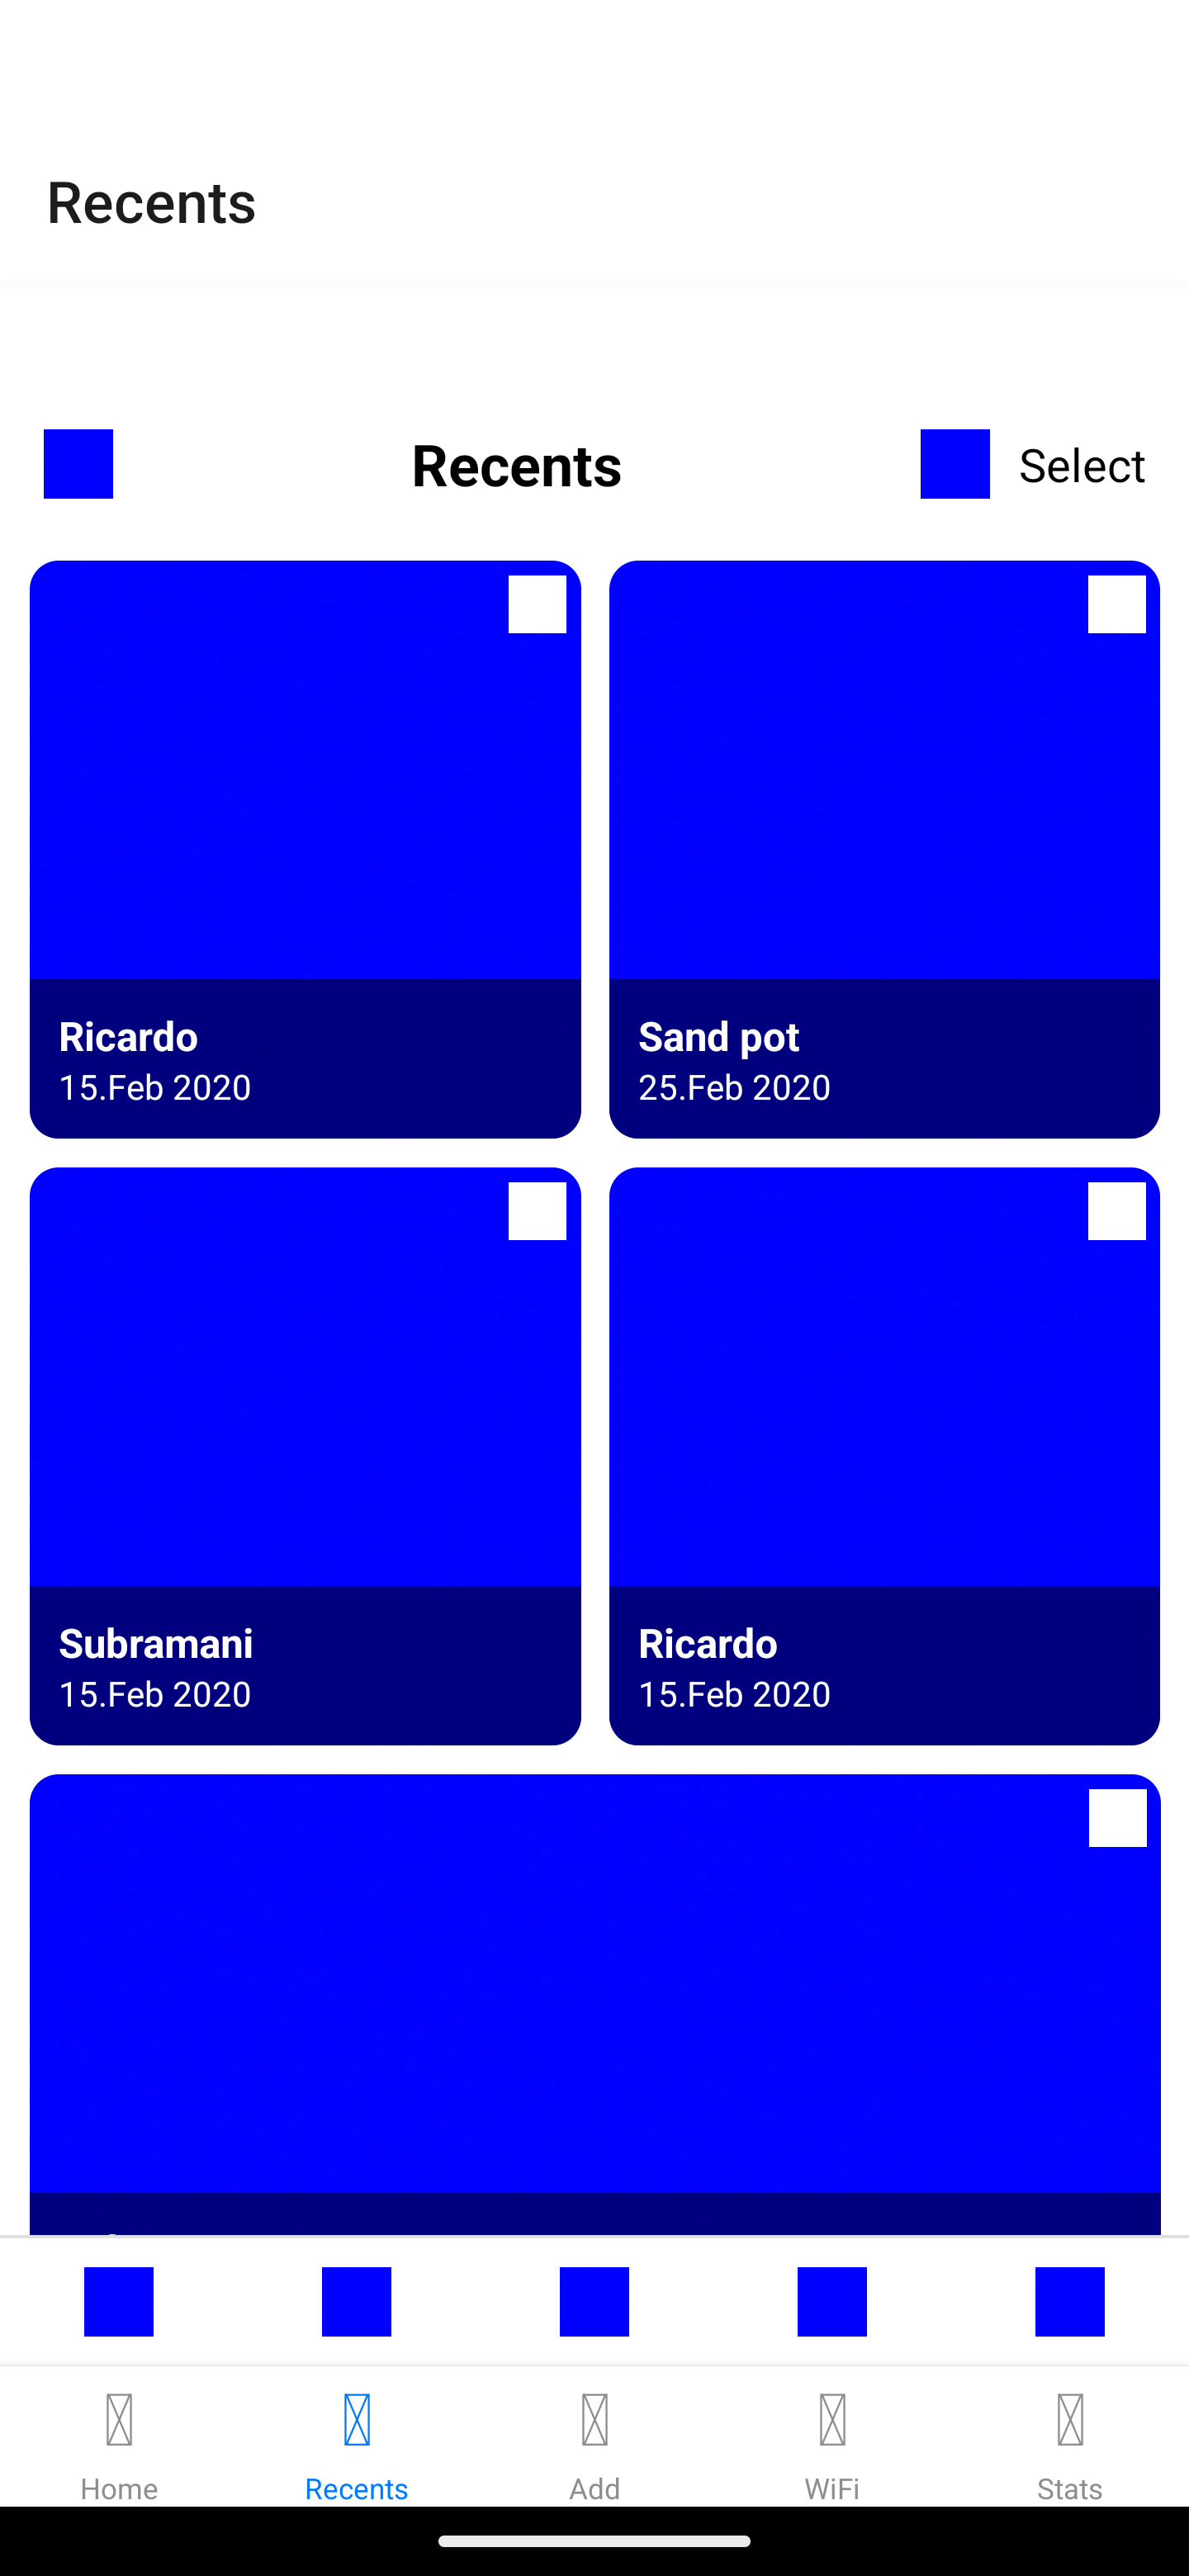 Recents
Recents
Select
Ricardo
15.Feb 2020
Sand pot
25.Feb 2020
Subramani
15.Feb 2020
Ricardo
15.Feb 2020
Home
Recents
Add
WiFi
Stats